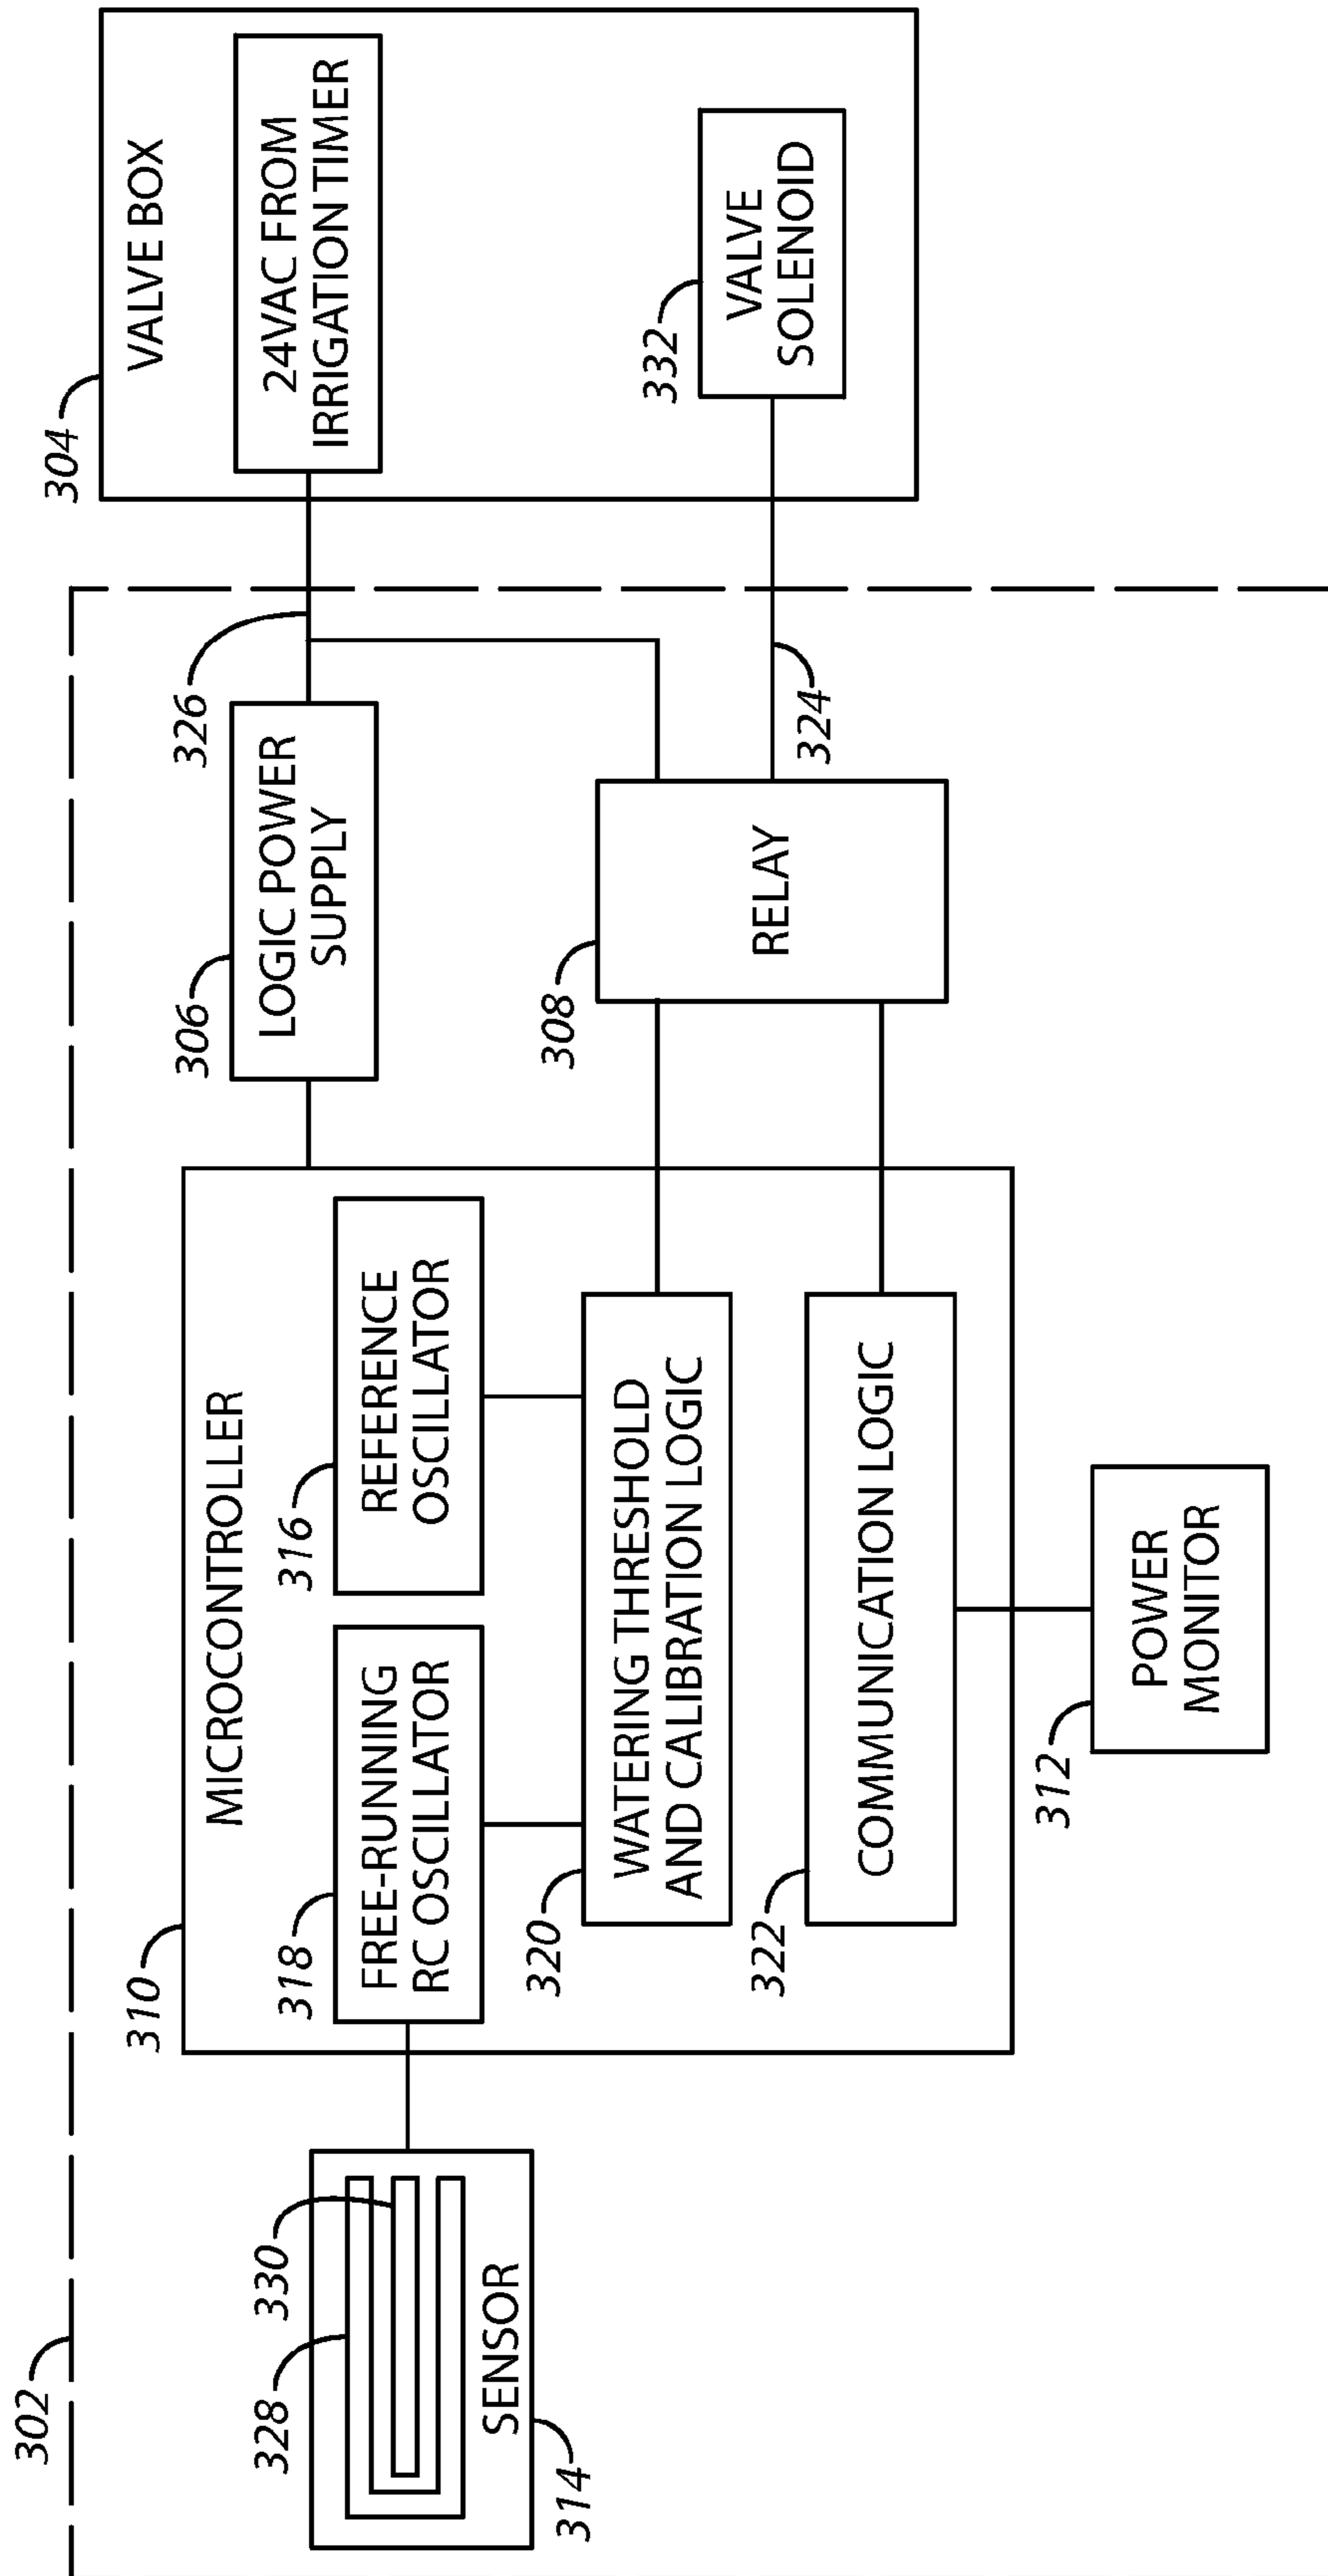 302
328
330
SENSOR
314
310
MICROCONTROLLER
318
FREE-RUNNING
RC OSCILLATOR
316
REFERENCE
OSCILLATOR
320
WATERING THRESHOLD
AND CALIBRATION LOGIC
322
COMMUNICATION LOGIC
312
POWER
MONITOR
306
LOGIC POWER
SUPPLY
326
308
RELAY
324
304
VALVE BOX
24VAC FROM
IRRIGATION TIMER
332
VALVE
SOLENOID